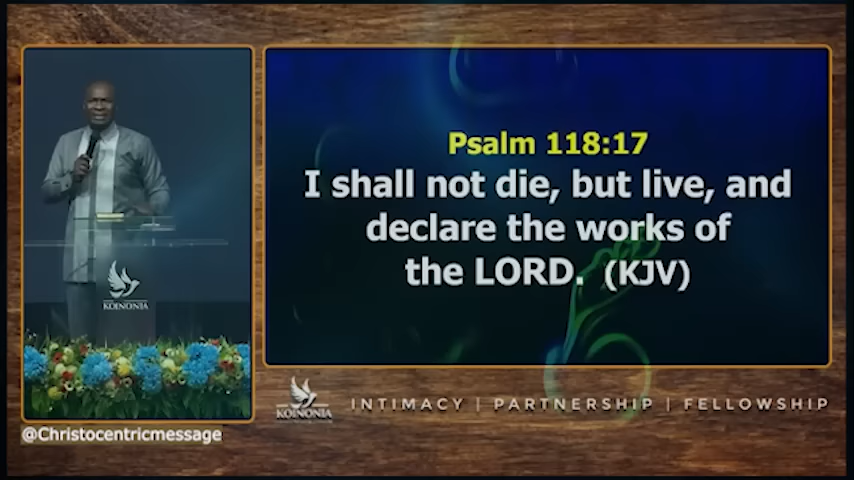 Psalm 118:17
I shall not die, but live, and
declare the works of
the LORD. (KJV)
KOINONIA
KOINONIA
INTIMACY | PARTNERSHIP | FELLOWSHIP
@Christocentricmessage